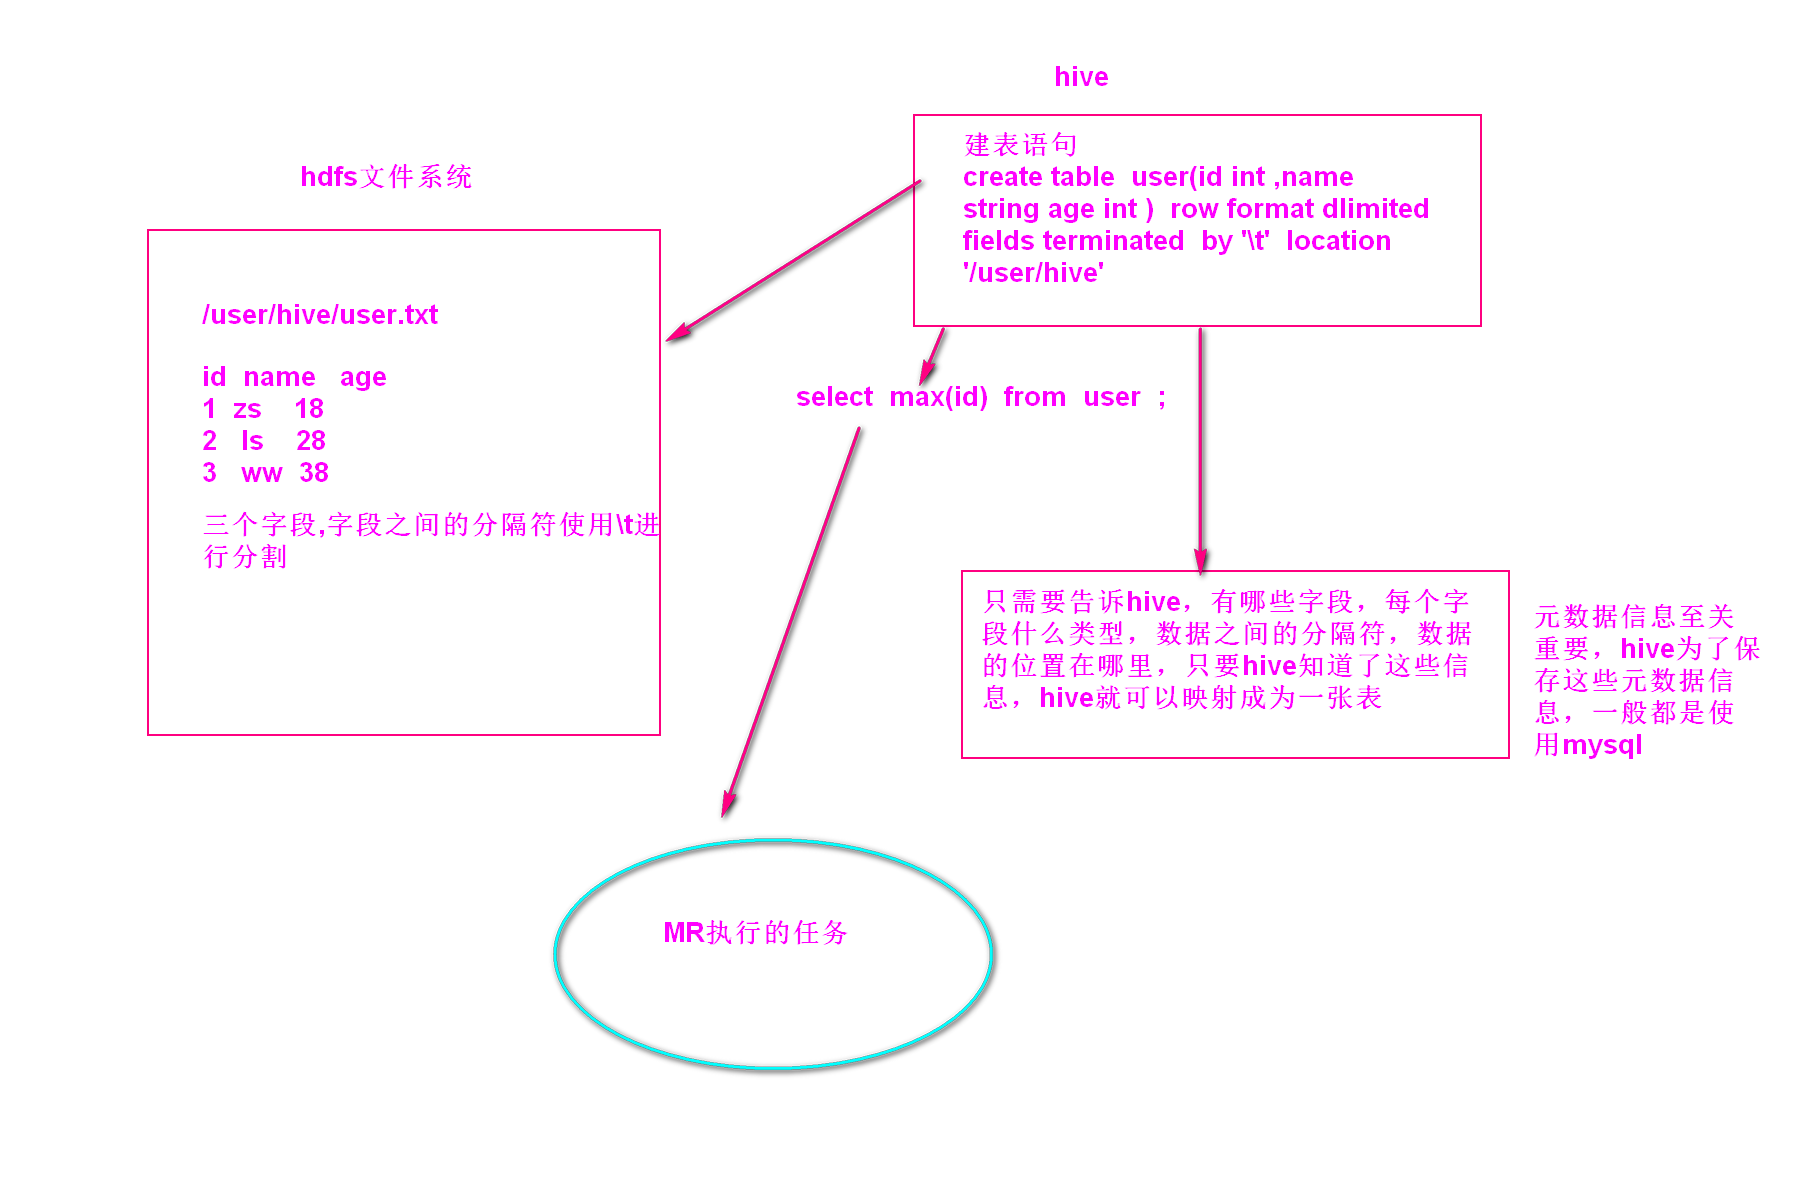 hive
建表语句
create table  user(id int ,name
string age int )  row format dlimited
fields terminated  by '\t'  location
'/user/hive'
hdfs文件系统
/user/hive/user.txt
id  name   age
1  zs    18
2   ls    28
3   ww  38
三个字段,字段之间的分隔符使用\t进
行分割
select  max(id)  from  user  ;
只需要告诉hive，有哪些字段，每个字
段什么类型，数据之间的分隔符，数据
的位置在哪里，只要hive知道了这些信
息，hive就可以映射成为一张表
元数据信息至关
重要，hive为了保
存这些元数据信
息，一般都是使
用mysql
MR执行的任务